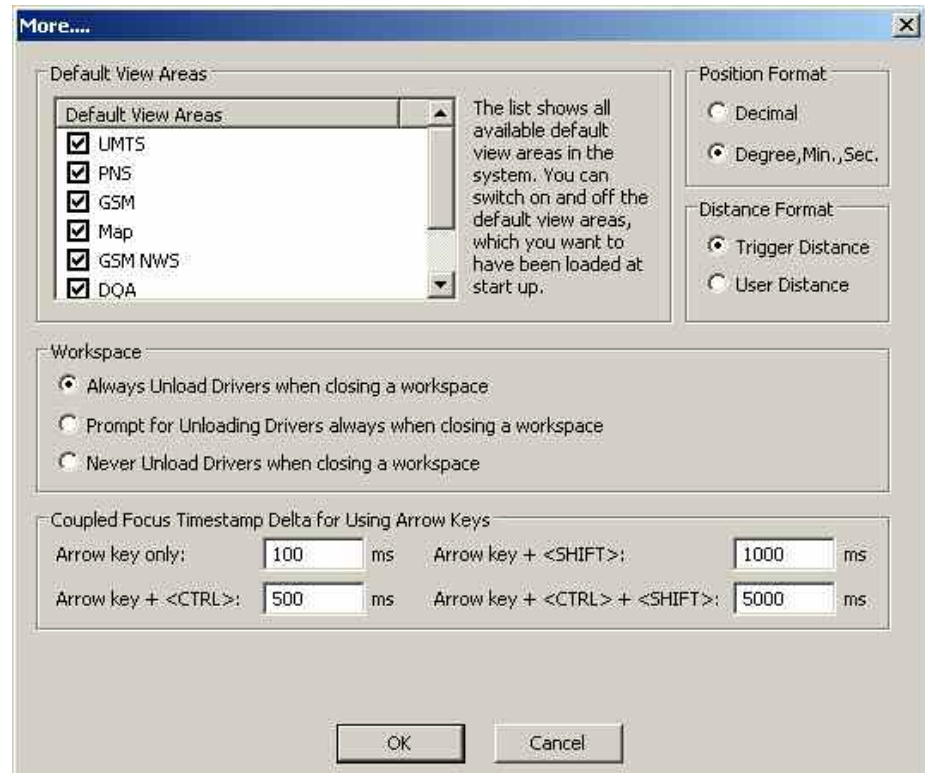 More....
Default View Areas
Default View Areas
UMTS
PNS
GSM
Map
GSM NWS
DQA
The list shows all
available default
view areas in the
system. You can
switch on and off the
default view areas,
which you want to
have been loaded at
start up.
Position Format
Decimal
Degree,Min.,Sec.
Distance Format
Trigger Distance
User Distance
Workspace
Always Unload Drivers when closing a workspace
Prompt for Unloading Drivers always when closing a workspace
Never Unload Drivers when closing a workspace
Coupled Focus Timestamp Delta for Using Arrow Keys
Arrow key only: 100 ms Arrow key + <SHIFT>: 1000 ms
Arrow key + <CTRL>: 500 ms Arrow key + <CTRL> + <SHIFT>: 5000 ms
OK Cancel